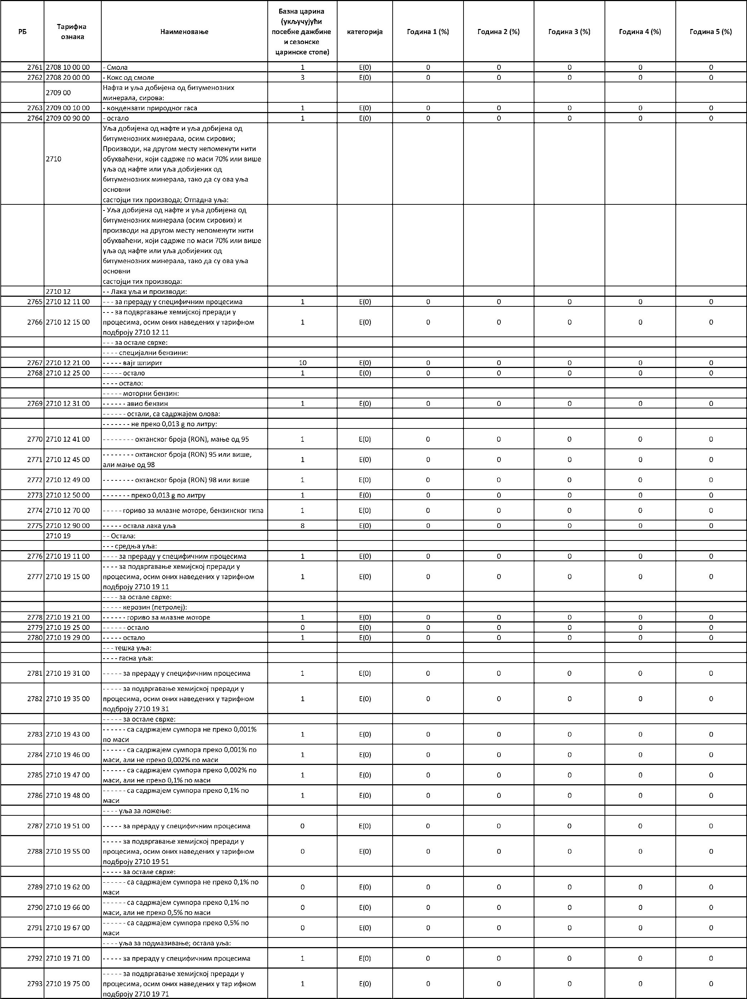 РБ Тарифна ознака Наименовање Базна царина (укључујући посебне дажбине и сезонске царинске стопе) категорија Година 1 (%) Година 2 (%) Година 3 (%) Година 4 (%) Година 5 (%)
2761 2708 10 00 00 - Смола 1 E(0) 0 0 0 0 0
2762 2708 20 00 00 - Кокс од смоле 3 E(0) 0 0 0 0 0
2709 00 Нафта и уља добијена од битуменозних
минерала, сирова:
2763 2709 00 10 00 - кондензати природног гаса 1 E(0) 0 0 0 0 0
2764 2709 00 90 00 - остало 1 E(0) 0 0 0 0 0
2710 Уља добијена од нафте и уља добијена од
битуменозних минерала, осим сирових;
Производи, на другом месту непоменути нити
обухваћени, који садрже по маси 70% или више
уља од нафте или уља добијених од
битуменозних минерала, тако да су ова уља
основни
састојци тих производа; Отпадна уља:
- Уља добијена од нафте и уља добијена од
битуменозних минерала (осим сирових) и
производи на другом месту непоменути нити
обухваћени, који садрже по маси 70% или више
уља од нафте или уља добијених од
битуменозних минерала, тако да су ова уља
основни
састојци тих производа:
2710 12 - - Лака уља и производи:
2765 2710 12 11 00 - - - за прераду у специфичним процесима 1 E(0) 0 0 0 0 0
2766 2710 12 15 00 - - - за подвргавање хемијској преради у
процесима, осим оних наведених у тарифном
подброју 2710 12 11 1 E(0) 0 0 0 0 0
- - - за остале сврхе:
- - - - специјални бензини:
2767 2710 12 21 00 - - - - - вајт шпирит 10 E(0) 0 0 0 0 0
2768 2710 12 25 00 - - - - - остало 1 E(0) 0 0 0 0 0
- - - - остало:
- - - - - моторни бензин:
2769 2710 12 31 00 - - - - - - авио бензин 1 E(0) 0 0 0 0 0
- - - - - - остали, са садржајем олова:
- - - - - - - не преко 0,013 g по литру:
2770 2710 12 41 00 - - - - - - - - октанског броја (RON), мање од 95 1 E(0) 0 0 0 0 0
2771 2710 12 45 00 - - - - - - - - октанског броја (RON) 95 или више,
али мање од 98 1 E(0) 0 0 0 0 0
2772 2710 12 49 00 - - - - - - - - октанског броја (RON) 98 или више 1 E(0) 0 0 0 0 0
2773 2710 12 50 00 - - - - - - - преко 0,013 g по литру 1 E(0) 0 0 0 0 0
2774 2710 12 70 00 - - - - - гориво за млазне моторе, бензинског типа 1 E(0) 0 0 0 0 0
2775 2710 12 90 00 - - - - - остала лака уља 8 E(0) 0 0 0 0 0
2710 19 - - Остала:
- - - средња уља:
2776 2710 19 11 00 - - - - за прераду у специфичним процесима 1 E(0) 0 0 0 0 0
2777 2710 19 15 00 - - - - за подвргавање хемијској преради у
процесима, осим оних наведених у тарифном
подброју 2710 19 11 1 E(0) 0 0 0 0 0
- - - - за остале сврхе:
- - - - - керозин (петролеј):
2778 2710 19 21 00 - - - - - - гориво за млазне моторе 1 E(0) 0 0 0 0 0
2779 2710 19 25 00 - - - - - - остало 0 E(0) 0 0 0 0 0
2780 2710 19 29 00 - - - - - остало 1 E(0) 0 0 0 0 0
- - - тешка уља:
- - - - гасна уља:
2781 2710 19 31 00 - - - - - за прераду у специфичним процесима 1 E(0) 0 0 0 0 0
2782 2710 19 35 00 - - - - - за подвргавање хемијској преради у
процесима, осим оних наведених у тарифном
подброју 2710 19 31 1 E(0) 0 0 0 0 0
- - - - - за остале сврхе:
2783 2710 19 43 00 - - - - - - са садржајем сумпора не преко 0,001%
по маси 1 E(0) 0 0 0 0 0
2784 2710 19 46 00 - - - - - - са садржајем сумпора преко 0,001% по
маси, али не преко 0,002% по маси 1 E(0) 0 0 0 0 0
2785 2710 19 47 00 - - - - - - са садржајем сумпора преко 0,002% по
маси, али не преко 0,1% по маси 1 E(0) 0 0 0 0 0
2786 2710 19 48 00 - - - - - - са садржајем сумпора преко 0,1% по
маси 1 E(0) 0 0 0 0 0
- - - - уља за ложење:
2787 2710 19 51 00 - - - - - за прераду у специфичним процесима 0 E(0) 0 0 0 0 0
2788 2710 19 55 00 - - - - - за подвргавање хемијској преради у
процесима, осим оних наведених у тарифном
подброју 2710 19 51 0 E(0) 0 0 0 0 0
- - - - - за остале сврхе:
2789 2710 19 62 00 - - - - - - са садржајем сумпора не преко 0,1% по
маси 0 E(0) 0 0 0 0 0
2790 2710 19 66 00 - - - - - - са садржајем сумпора преко 0,1% по
маси, али не преко 0,5% по маси 0 E(0) 0 0 0 0 0
2791 2710 19 67 00 - - - - - - са садржајем сумпора преко 0,5% по
маси 0 E(0) 0 0 0 0 0
- - - - уља за подмазивање; остала уља:
2792 2710 19 71 00 - - - - - за прераду у специфичним процесима 1 E(0) 0 0 0 0 0
2793 2710 19 75 00 - - - - - за подвргавање хемијској преради у
процесима, осим оних наведених у тар ифном
подброју 2710 19 71 1 E(0) 0 0 0 0 0